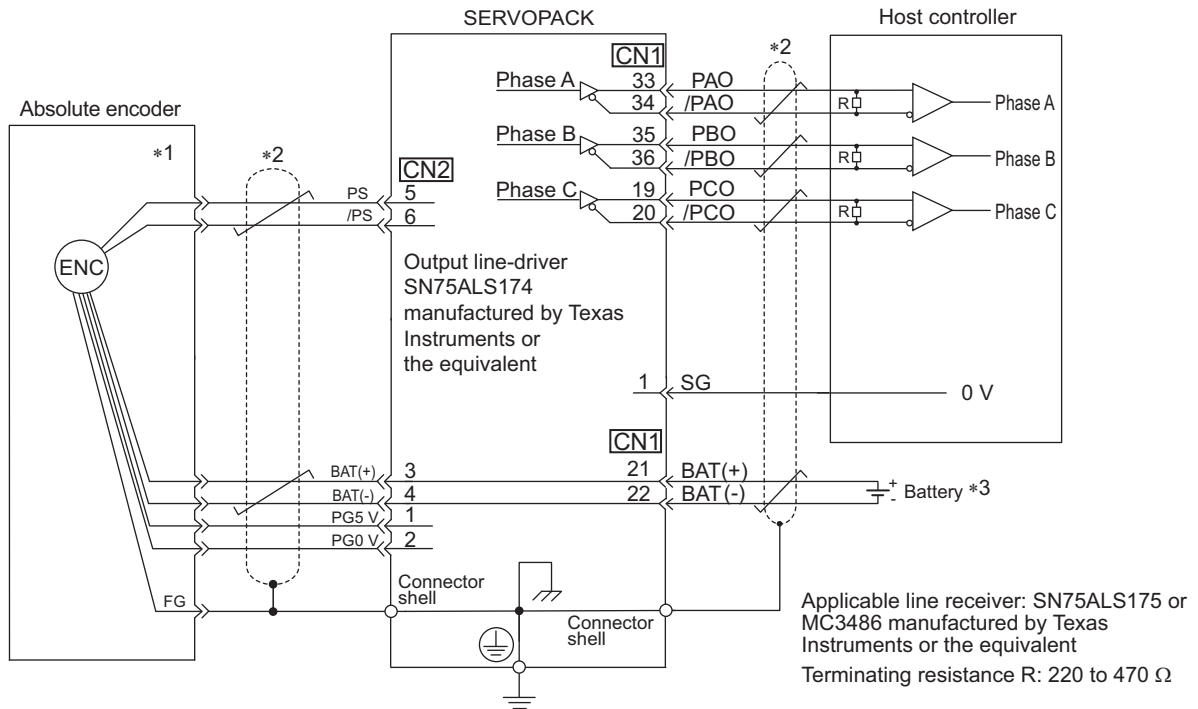 SERVOPACK
Host controller
Absolute encoder
*1
*2
*2
CN1
Phase A
33
PAO
34
/PAO
R
Phase A
Phase B
35
PBO
36
/PBO
R
Phase B
Phase C
19
PCO
20
/PCO
R
Phase C
CN2
PS
5
/PS
6
ENC
Output line-driver
SN75ALS174
manufactured by Texas
Instruments or
the equivalent
1
SG
0 V
CN1
BAT(+)
3
21
BAT(+)
BAT(-)
4
22
BAT(-)
+
-
Battery *3
PG5 V
1
PG0 V
2
FG
Connector
shell
Connector
shell
Applicable line receiver: SN75ALS175 or
MC3486 manufactured by Texas
Instruments or the equivalent
Terminating resistance R: 220 to 470 Ω